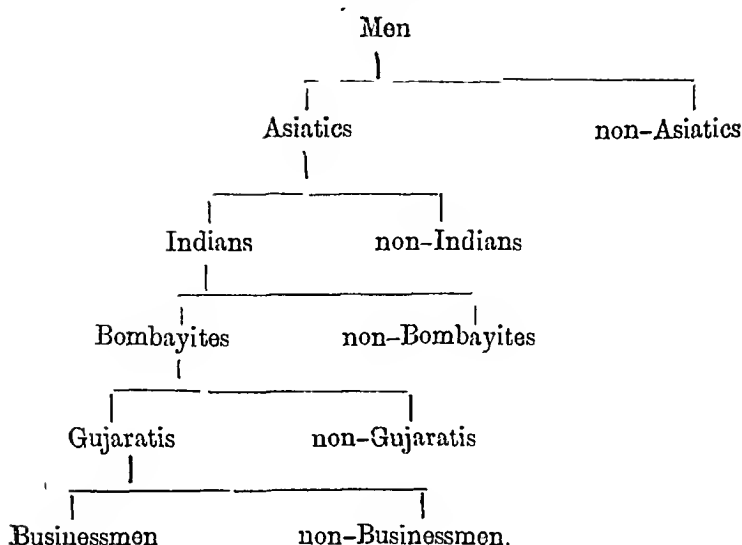 Men
Asiatics non-Asiatics
Indians non-Indians
Bombayites non-Bombayites
Gujaratis non-Gujaratis
Businessmen non-Businessmen.